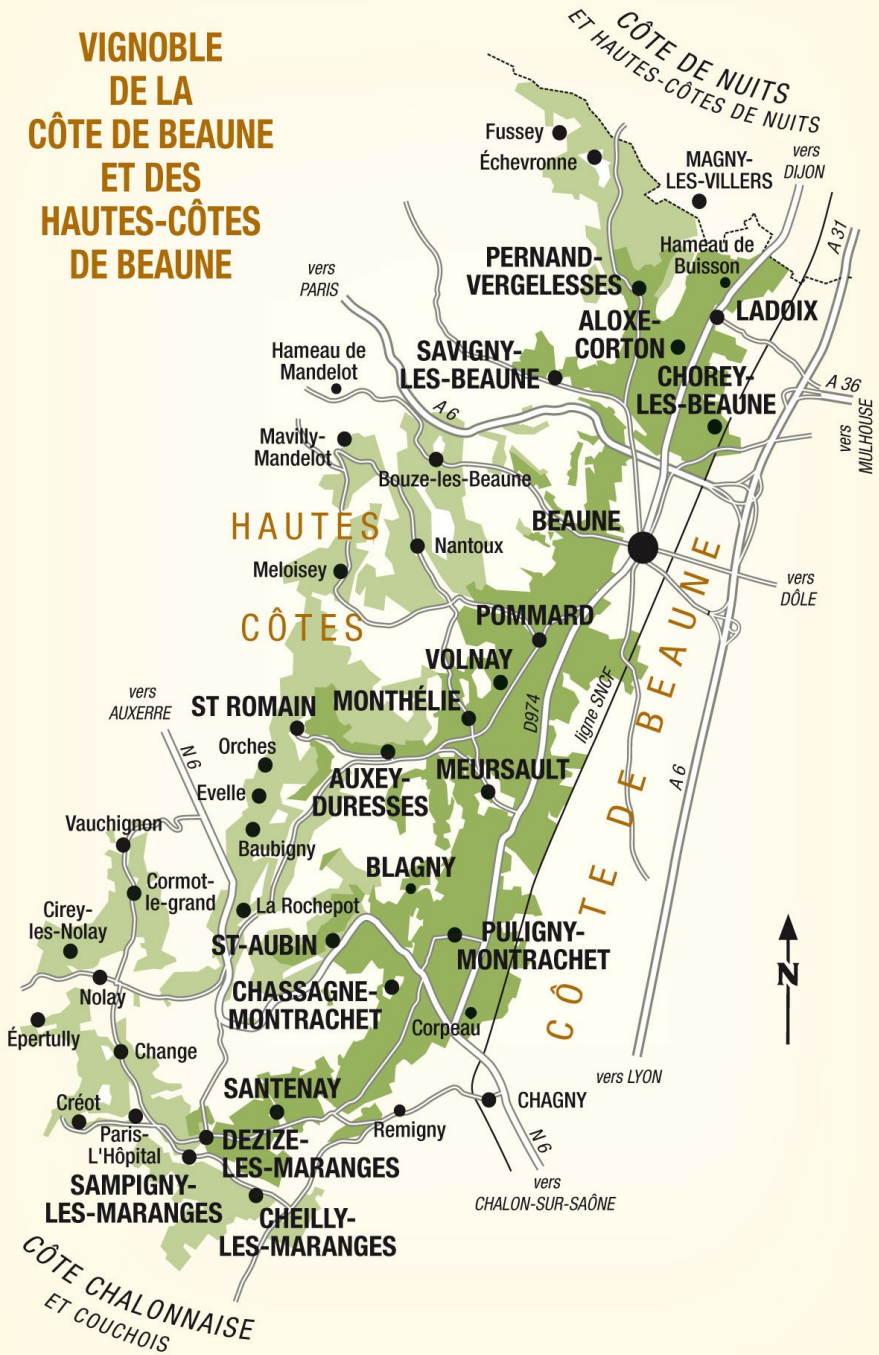 VIGNOBLE
DE LA
CÔTE DE BEAUNE
ET DES
HAUTES-CÔTES
DE BEAUNE
CÔTE DE NUITS
ET HAUTES-CÔTES DE NUITS
Fussey
Échevronne
MAGNY-
LES-VILLERS
vers
DIJON
A 31
Hameau de
Buisson
PERNAND-
VERGELESSES
LADOIX
ALOXE-
CORTON
vers
PARIS
SAVIGNY-
LES-BEAUNE
CHOREY-
LES-BEAUNE
A 36
vers
MULHOUSE
Hameau de
Mandelot
A 6
Mavilly-
Mandelot
Bouze-les-Beaune
HAUTES
BEAUNE
Nantoux
Meloisey
vers
DÔLE
CÔTES
POMMARD
VOLNAY
CÔTE DE BEAUNE
ligne SNCF
D974
vers
AUXERRE
N 6
ST ROMAIN
MONTHÉLIE
Orches
AUXEY-
DURESSES
MEURSAULT
A 6
Evelle
Vauchignon
Baubigny
BLAGNY
Cormot-
le-grand
La Rochepot
Cirey-
les-Nolay
ST-AUBIN
PULIGNY-
MONTRACHET
Nolay
CHASSAGNE-
MONTRACHET
N
Épertully
Corpeau
Change
vers LYON
SANTENAY
CHAGNY
Créot
Remigny
Paris-
L'Hôpital
DEZIZE-
LES-MARANGES
N 6
SAMPIGNY-
LES-MARANGES
vers
CHALON-SUR-SAÔNE
CHEILLY-
LES-MARANGES
CÔTE CHALONNAISE
ET COUCHOIS